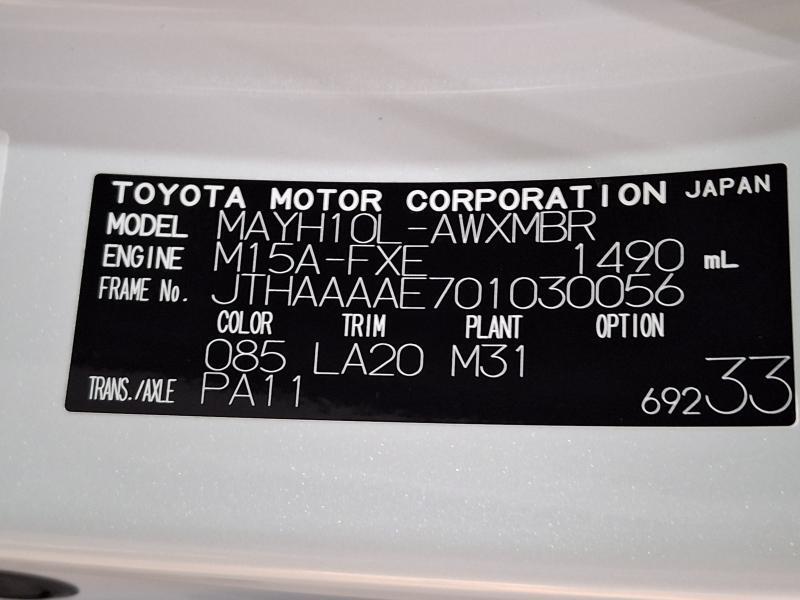 TOYOTA MOTOR CORPORATION JAPAN
MODEL MAYH10L-AWXMBR
ENGINE M15A-FXE 1490 mL
FRAME No. JTHAAAAE701030056
COLOR TRIM PLANT OPTION
085 LA20 M31
TRANS./AXLE PA11
69233